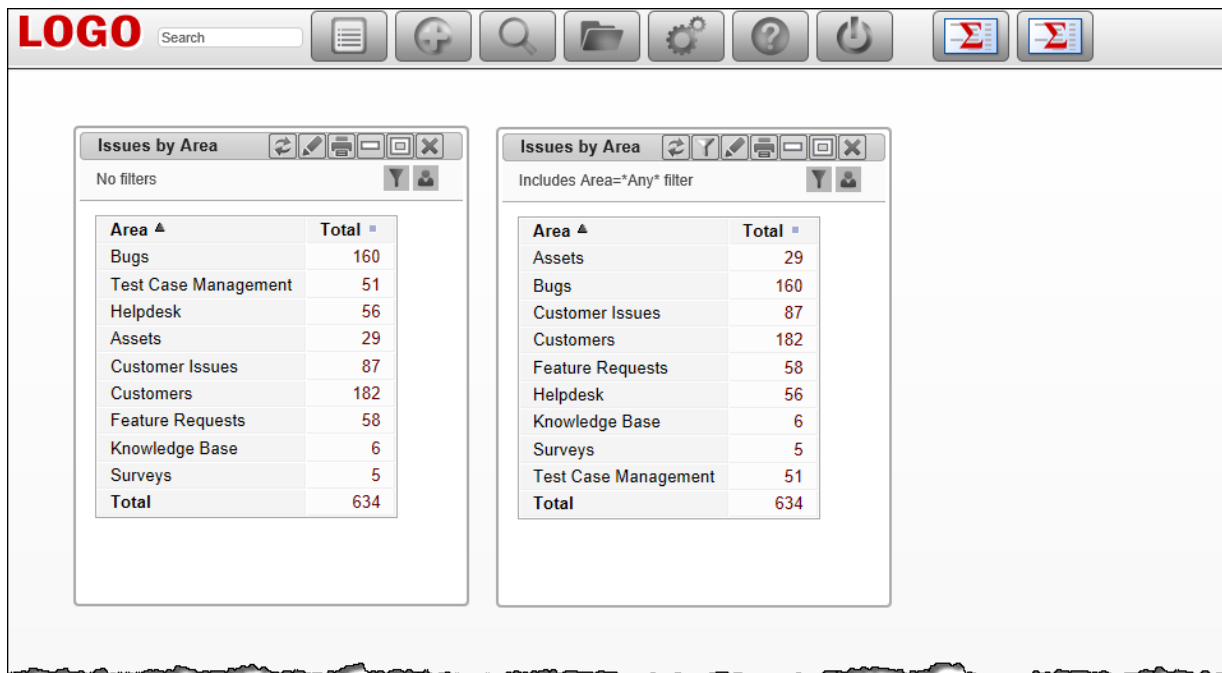 LOGO
Search
Issues by Area
No filters
Area Total
Bugs 160
Test Case Management 51
Helpdesk 56
Assets 29
Customer Issues 87
Customers 182
Feature Requests 58
Knowledge Base 6
Surveys 5
Total 634
Issues by Area
Includes Area=*Any* filter
Area Total
Assets 29
Bugs 160
Customer Issues 87
Customers 182
Feature Requests 58
Helpdesk 56
Knowledge Base 6
Surveys 5
Test Case Management 51
Total 634